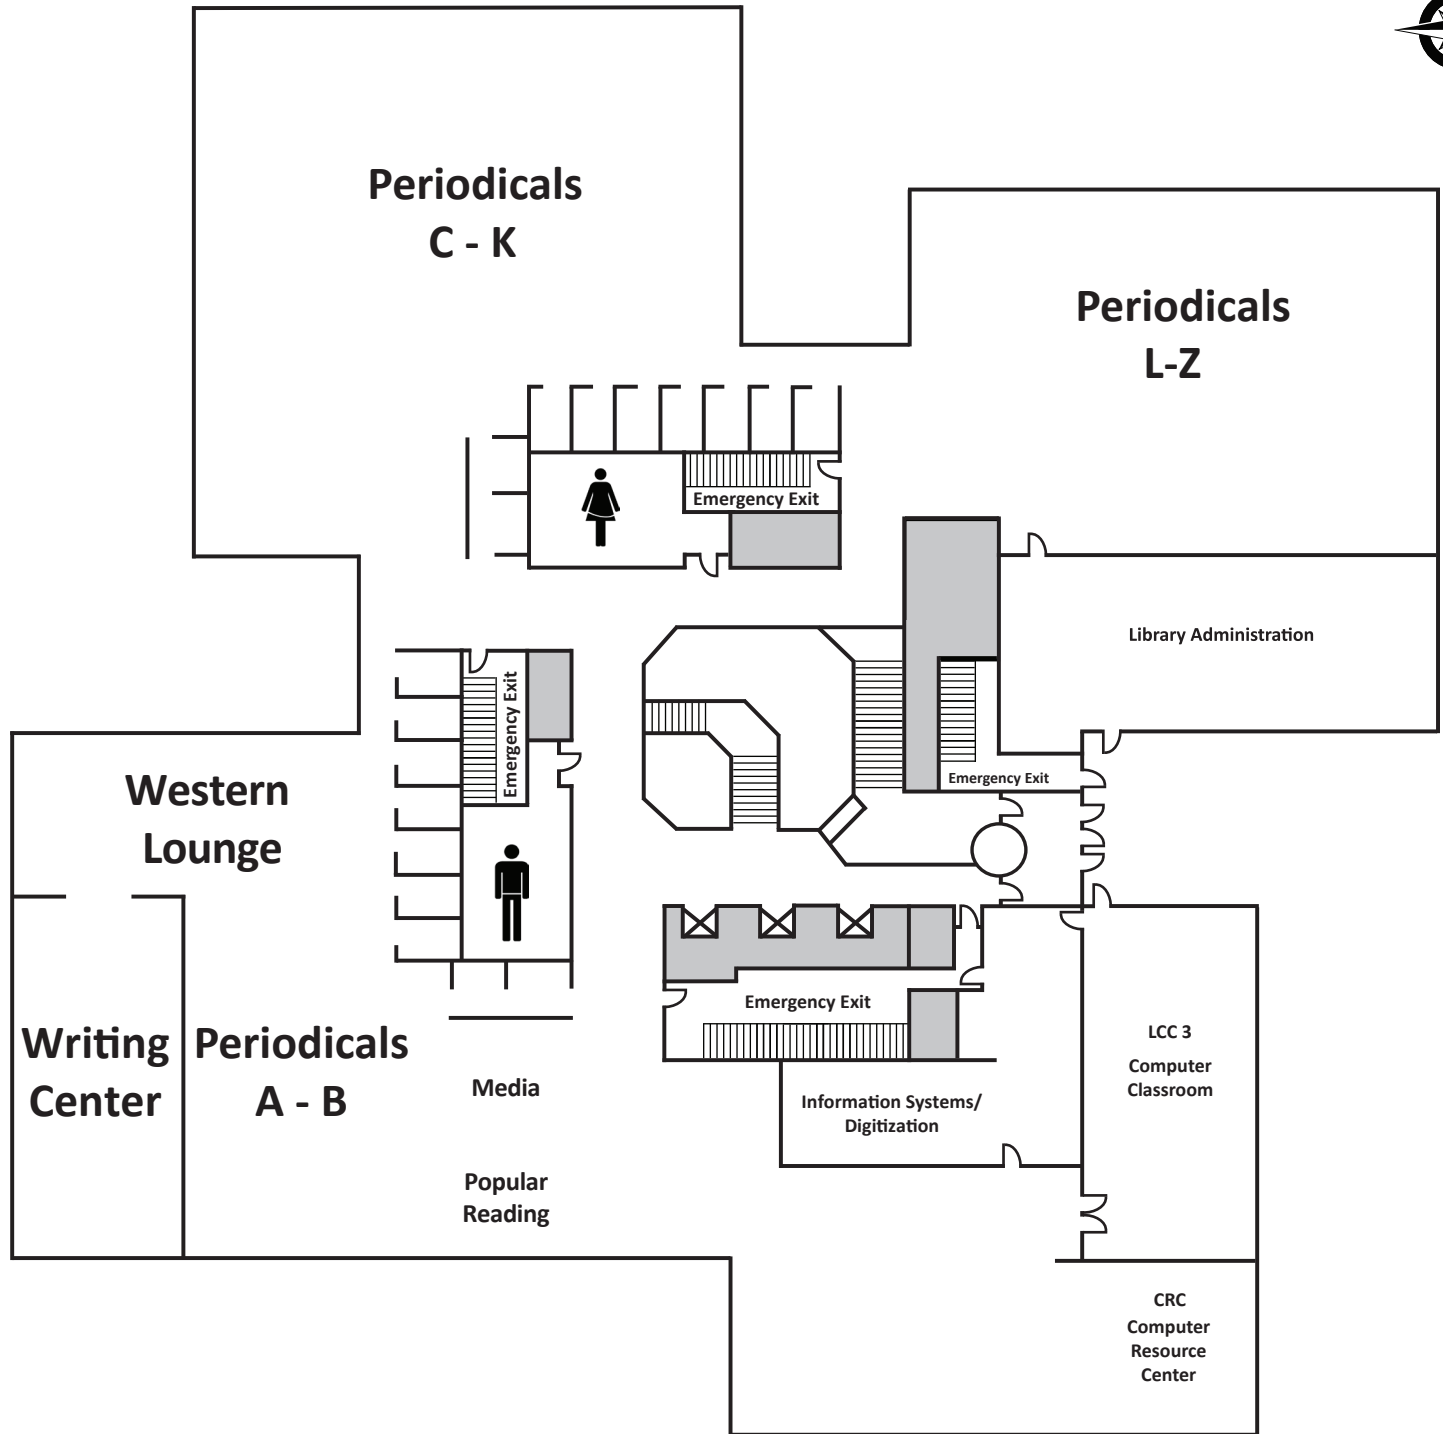 Periodicals
C - K
Periodicals
L-Z
Emergency Exit
Library Administration
Emergency Exit
Emergency Exit
Western
Lounge
Emergency Exit
Writing
Center
Periodicals
A - B
Media
Popular
Reading
Information Systems/
Digitization
LCC 3
Computer
Classroom
CRC
Computer
Resource
Center